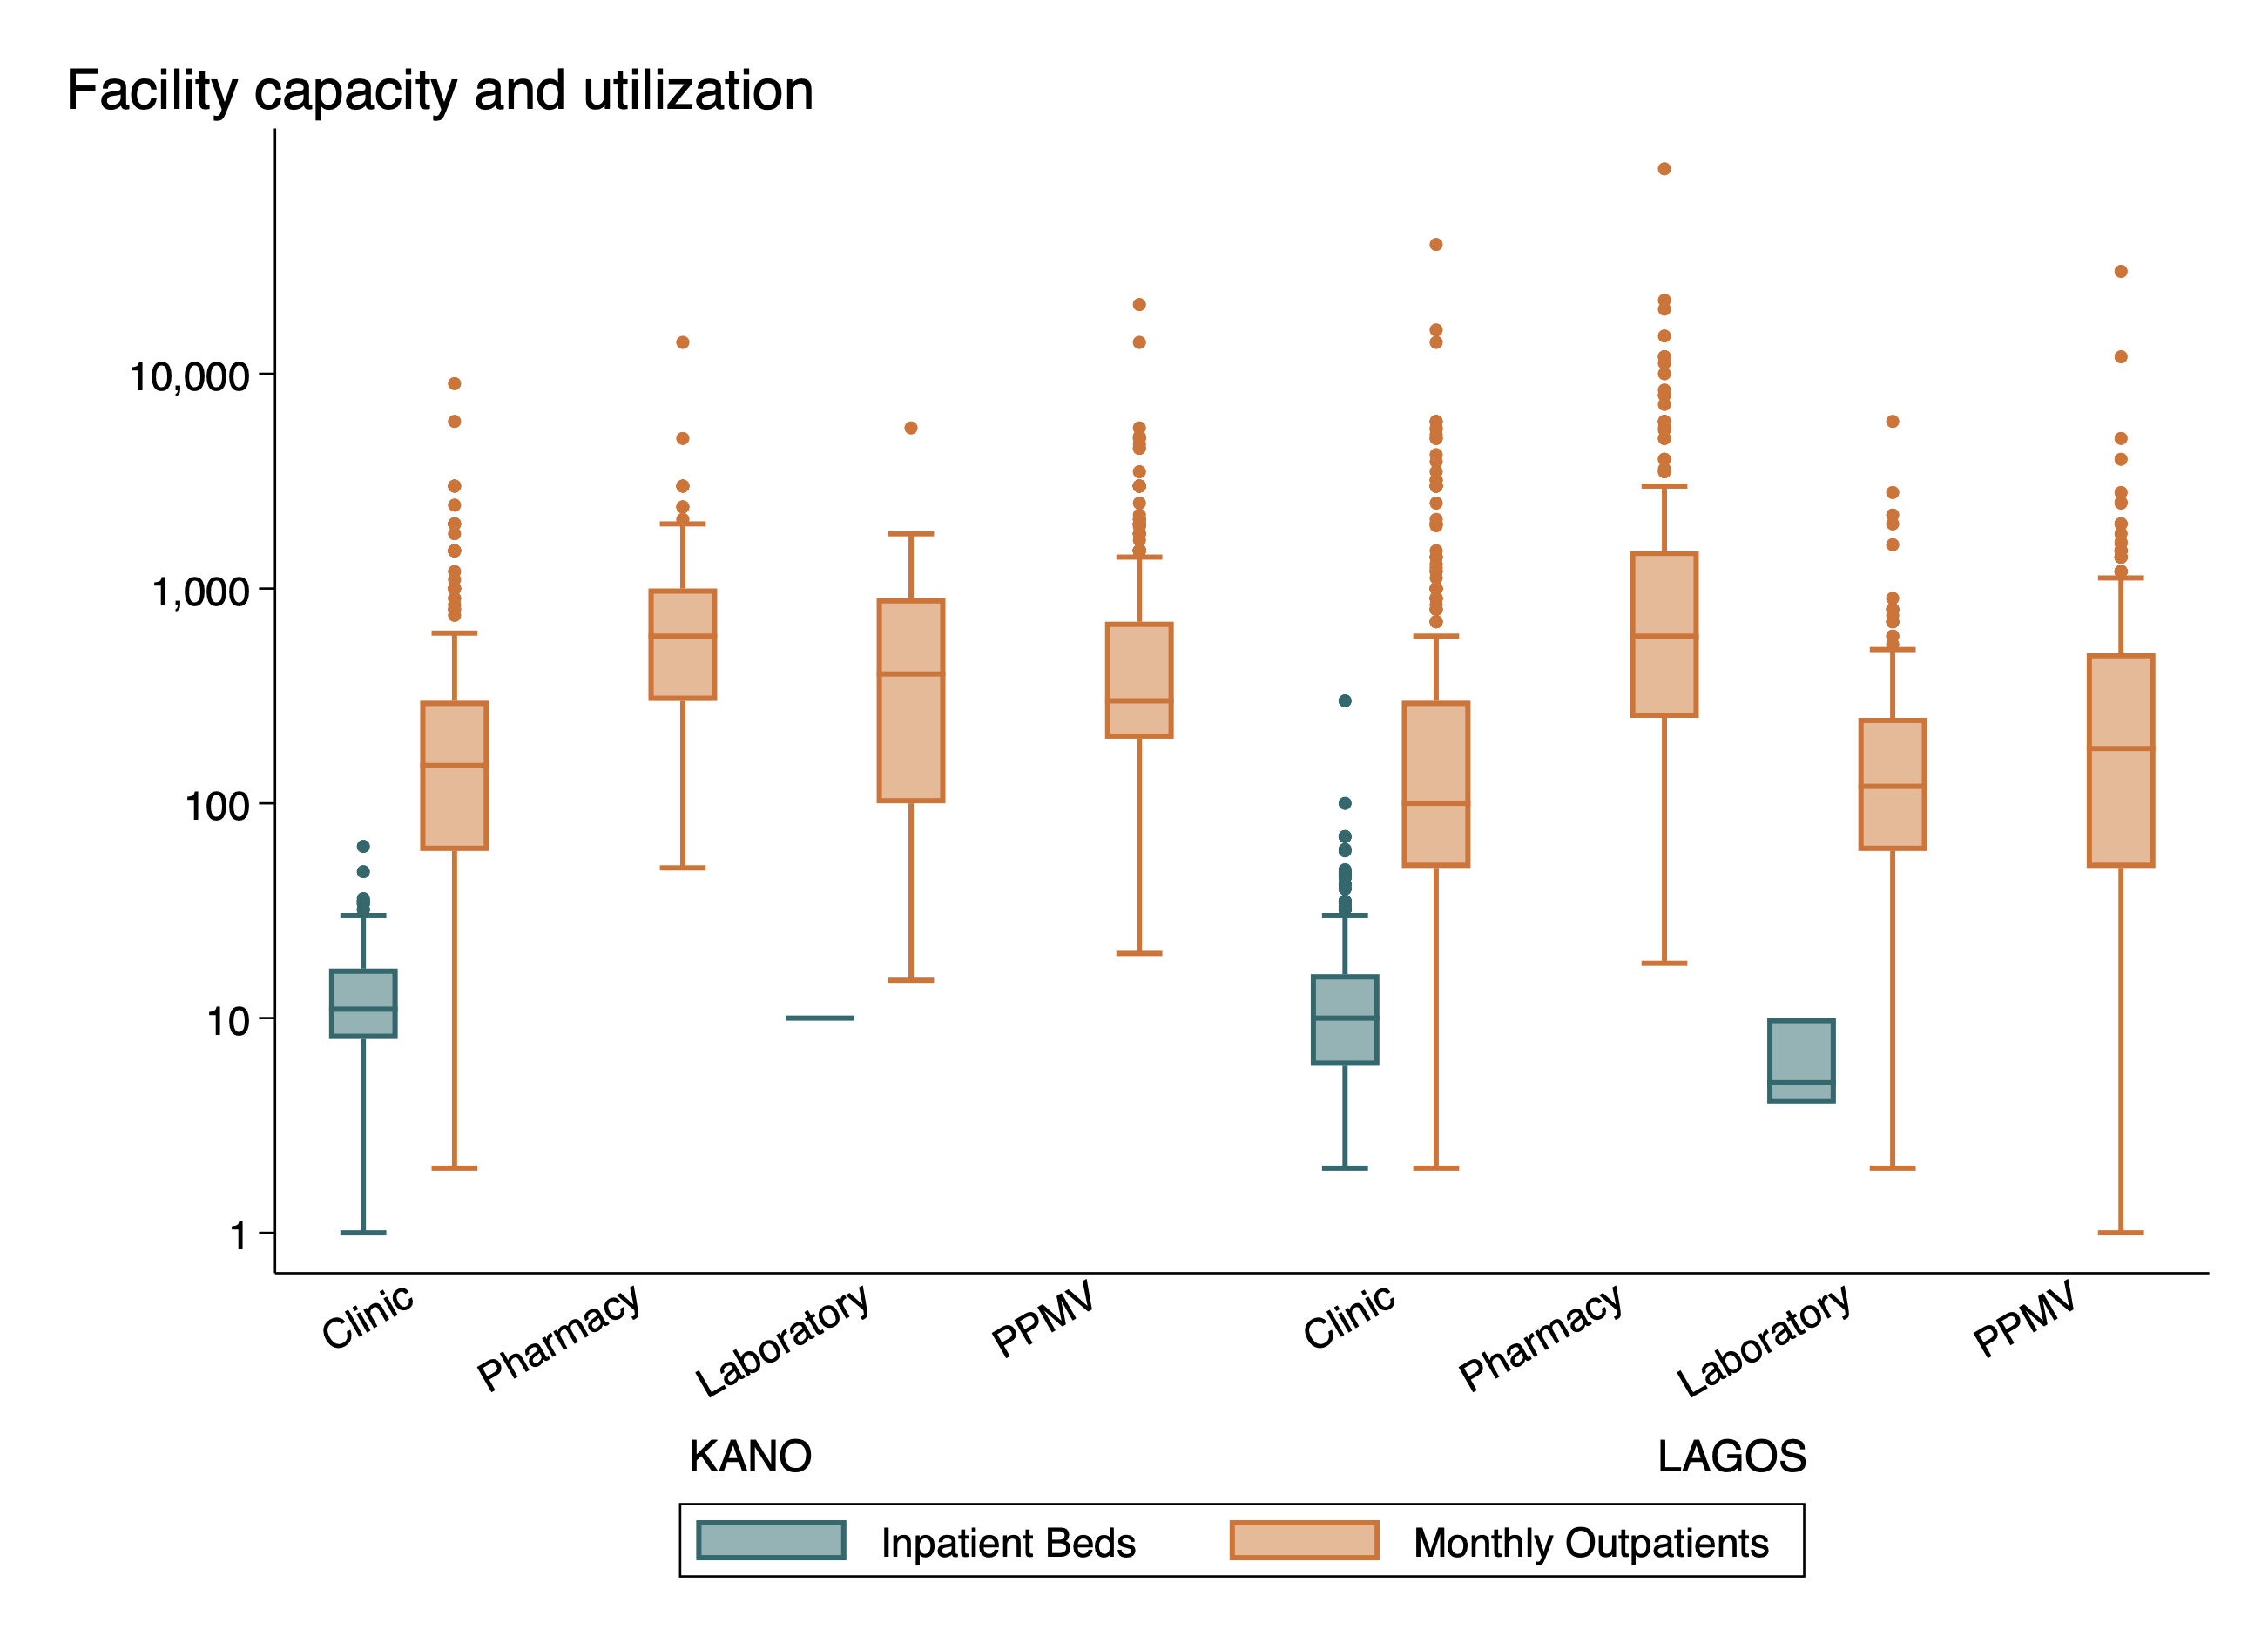 Facility capacity and utilization
10,000
1,000
100
10
1
Clinic
Pharmacy
Laboratory
PPMV
Clinic
Pharmacy
Laboratory
PPMV
KANO
LAGOS
Inpatient Beds
Monthly Outpatients